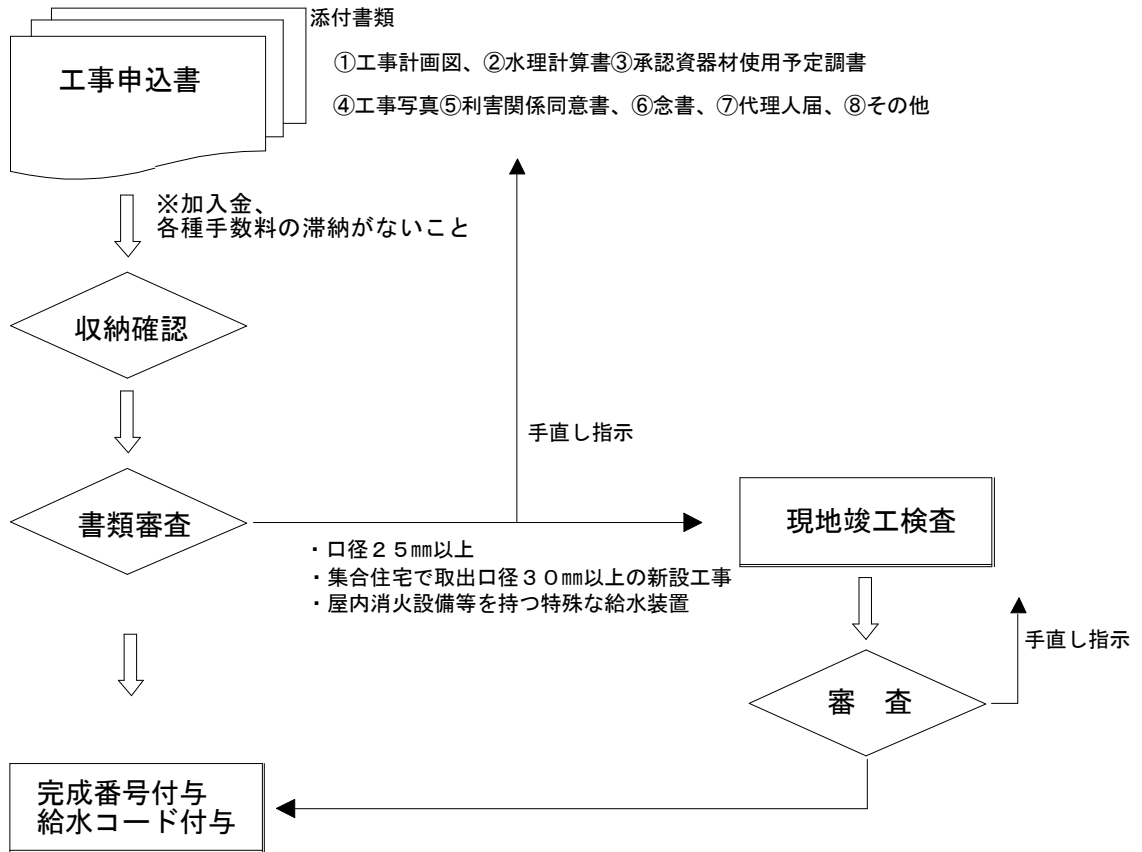 添付書類
工事申込書
①工事計画図、②水理計算書③承認資器材使用予定調書
④工事写真⑤利害関係同意書、⑥念書、⑦代理人届、⑧その他
※加入金、
各種手数料の滞納がないこと
収納確認
手直し指示
書類審査
現地竣工検査
・口径２５㎜以上
・集合住宅で取出口径３０㎜以上の新設工事
・屋内消火設備等を持つ特殊な給水装置
手直し指示
審　査
完成番号付与
給水コード付与